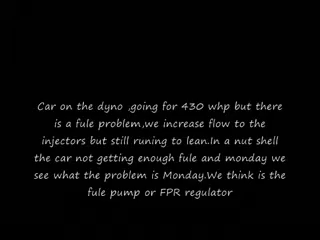 Car on the dyno ,going for 430 whp but there
is a fule problem,we increase flow to the
injectors but still runing to lean.In a nut shell
the car not getting enough fule and monday we
see what the problem is Monday.We think is the
fule pump or FPR regulator